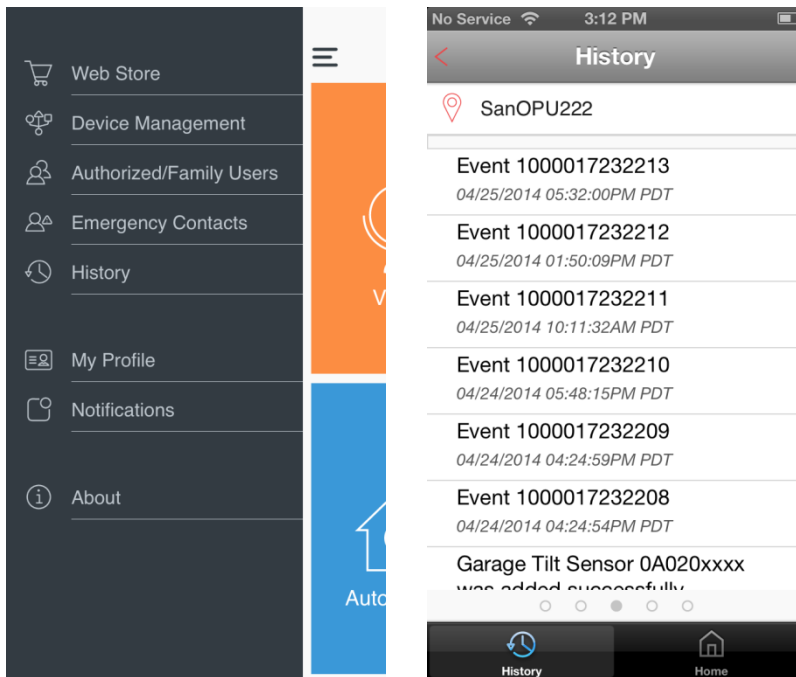 Web Store
Device Management
Authorized/Family Users
Emergency Contacts
History
My Profile
Notifications
About
V
Auto
No Service 3:12 PM
History
SanOPU222
Event 1000017232213
04/25/2014 05:32:00PM PDT
Event 1000017232212
04/25/2014 01:50:09PM PDT
Event 1000017232211
04/25/2014 10:11:32AM PDT
Event 1000017232210
04/24/2014 05:48:15PM PDT
Event 1000017232209
04/24/2014 04:24:59PM PDT
Event 1000017232208
04/24/2014 04:24:54PM PDT
Garage Tilt Sensor 0A020xxxx
was added successfully
History
Home